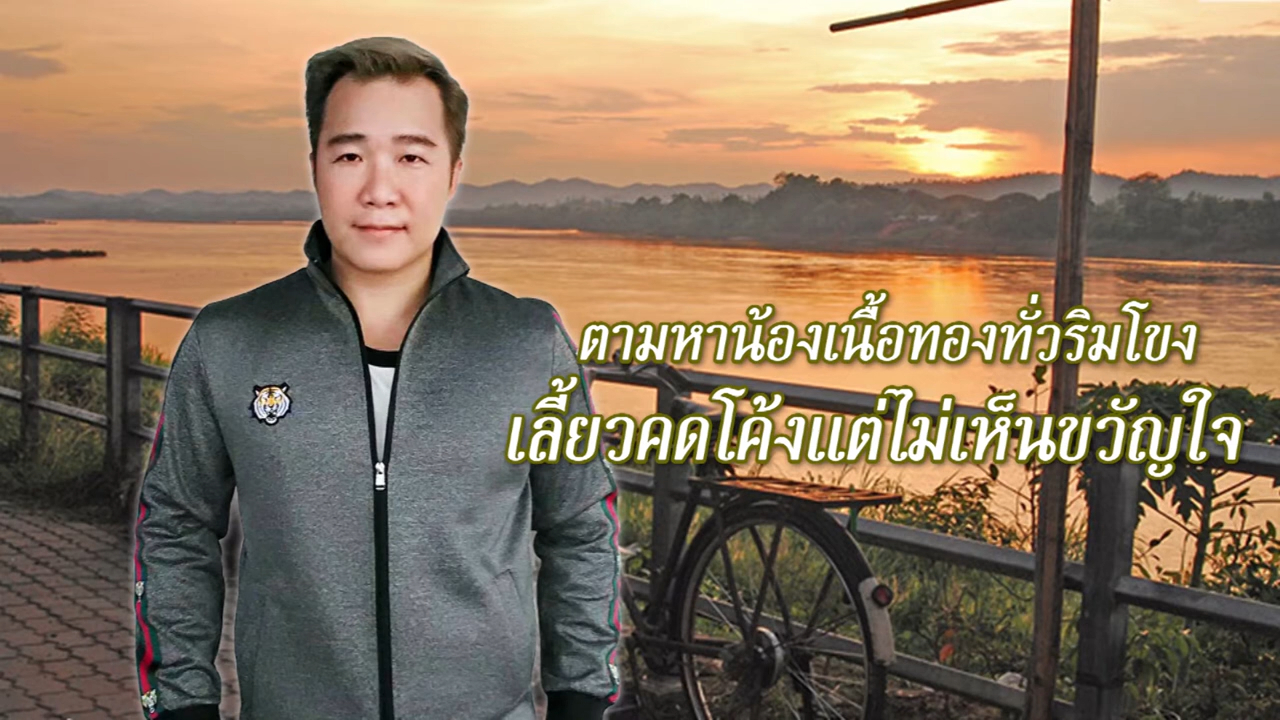 ตามหาน้องเนื้อทองทั่วริมโขง
เลี้ยวคดโค้งแต่ไม่เห็นขวัญใจ